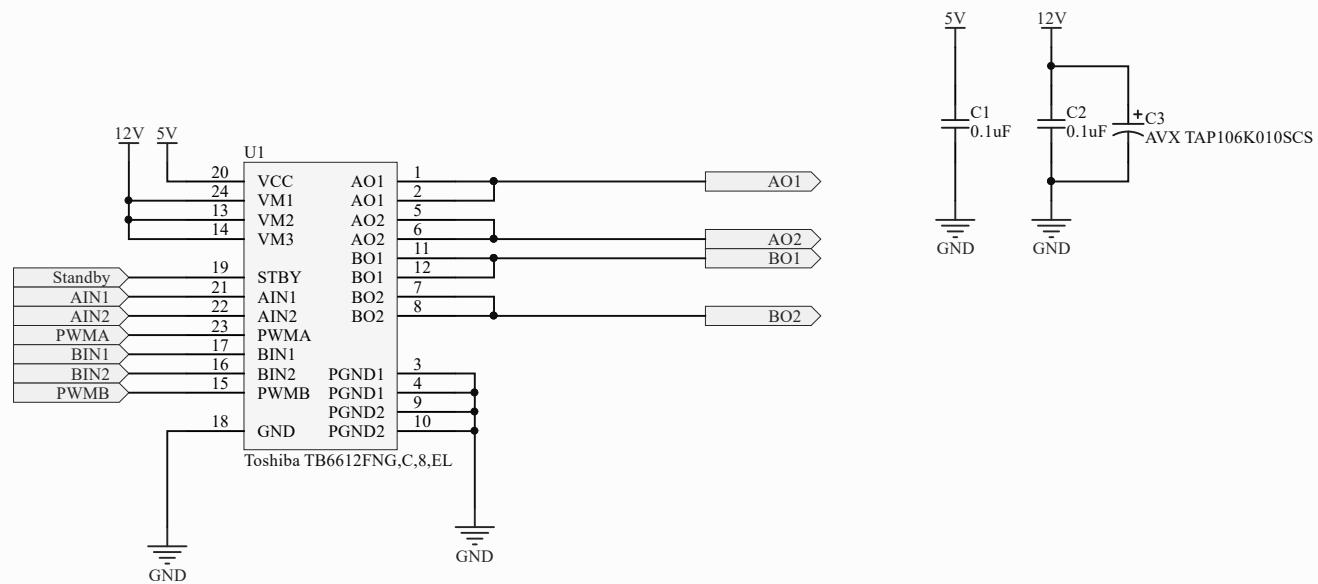 5V
12V
C1
0.1uF
C2
0.1uF
C3
AVX TAP106K010SCS
GND
GND
12V
5V
U1
20 VCC AO1 1 AO1
24 VM1 AO1 2
13 VM2 AO2 5
14 VM3 AO2 6 AO2
BO1 11 BO1
Standby 19 STBY BO1 12
AIN1 21 AIN1 BO2 7
AIN2 22 AIN2 BO2 8 BO2
PWMA 23 PWMA
BIN1 17 BIN1
BIN2 16 BIN2 PGND1 3
PWMB 15 PWMB PGND1 4
PGND2 9
18 GND PGND2 10
Toshiba TB6612FNG,C,8,EL
GND
GND